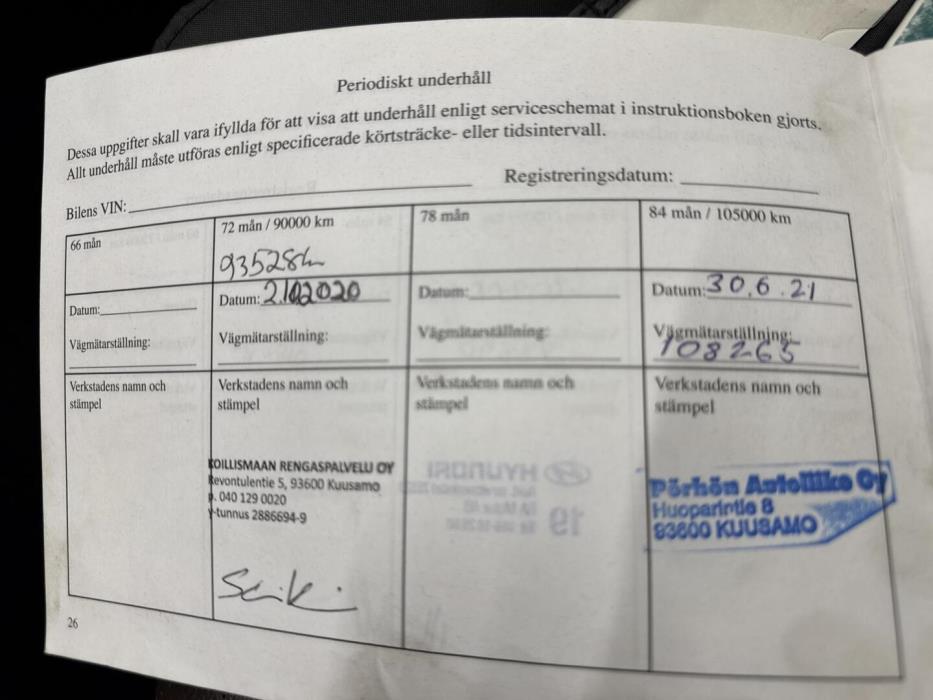 Periodiskt underhåll
Dessa uppgifter skall vara ifyllda för att visa att underhåll enligt serviceschemat i instruktionsboken gjorts.
Allt underhåll måste utföras enligt specificerade körtsträcke- eller tidsintervall.
Bilens VIN:
Registreringsdatum:
66 mån
72 mån / 90000 km
78 mån
84 mån / 105000 km
93528km
Datum:
Datum: 2.10.2020
Datum:
Datum: 30.6.21
Vägmätarställning:
Vägmätarställning:
Vägmätarställning:
Vägmätarställning:
108265
Verkstadens namn och
stämpel
Verkstadens namn och
stämpel
Verkstadens namn och
stämpel
Verkstadens namn och
stämpel
KOILLISMAAN RENGASPALVELU OY
Revontulentie 5, 93600 Kuusamo
p. 040 129 0020
Y-tunnus 2886694-9
HYUNDAI
19
Pörhön Autoliike Oy
Huoparintie 8
93600 KUUSAMO
26